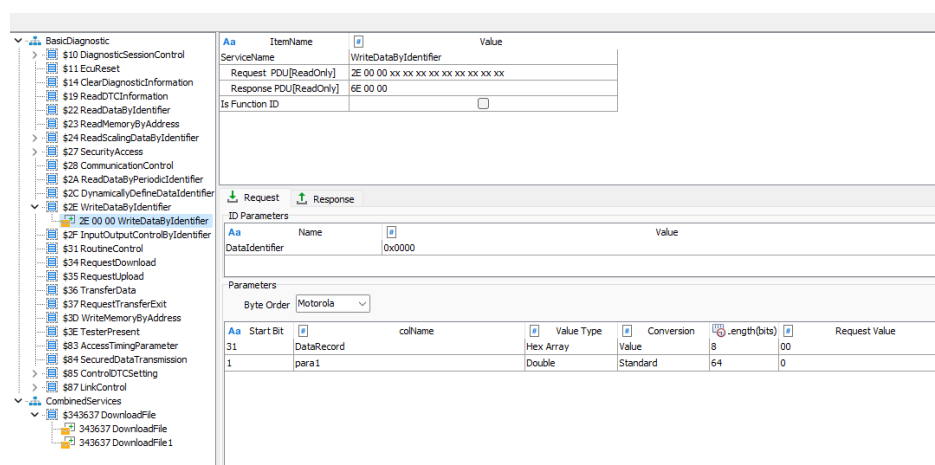 BasicDiagnostic
$10 DiagnosticSessionControl
$11 EcuReset
$14 ClearDiagnosticInformation
$19 ReadDTCInformation
$22 ReadDataByIdentifier
$23 ReadMemoryByAddress
$24 ReadScalingDataByIdentifier
$27 SecurityAccess
$28 CommunicationControl
$2A ReadDataByPeriodicIdentifier
$2C DynamicallyDefineDataIdentifier
$2E WriteDataByIdentifier
2E 00 00 WriteDataByIdentifier
$2F InputOutputControlByIdentifier
$31 RoutineControl
$34 RequestDownload
$35 RequestUpload
$36 TransferData
$37 RequestTransferExit
$3D WriteMemoryByAddress
$3E TesterPresent
$83 AccessTimingParameter
$84 SecuredDataTransmission
$85 ControlDTCSetting
$87 LinkControl
CombinedServices
$343637 DownloadFile
343637 DownloadFile
343637 DownloadFile1
Aa ItemName # Value
ServiceName WriteDataByIdentifier
Request PDU[ReadOnly] 2E 00 00 xx xx xx xx xx xx xx xx xx
Response PDU[ReadOnly] 6E 00 00
Is Function ID
Request Response
ID Parameters
Aa Name # Value
DataIdentifier 0x0000
Parameters
Byte Order Motorola
Aa Start Bit # colName # Value Type # Conversion .ength(bits) # Request Value
31 DataRecord Hex Array Value 8 00
1 para1 Double Standard 64 0